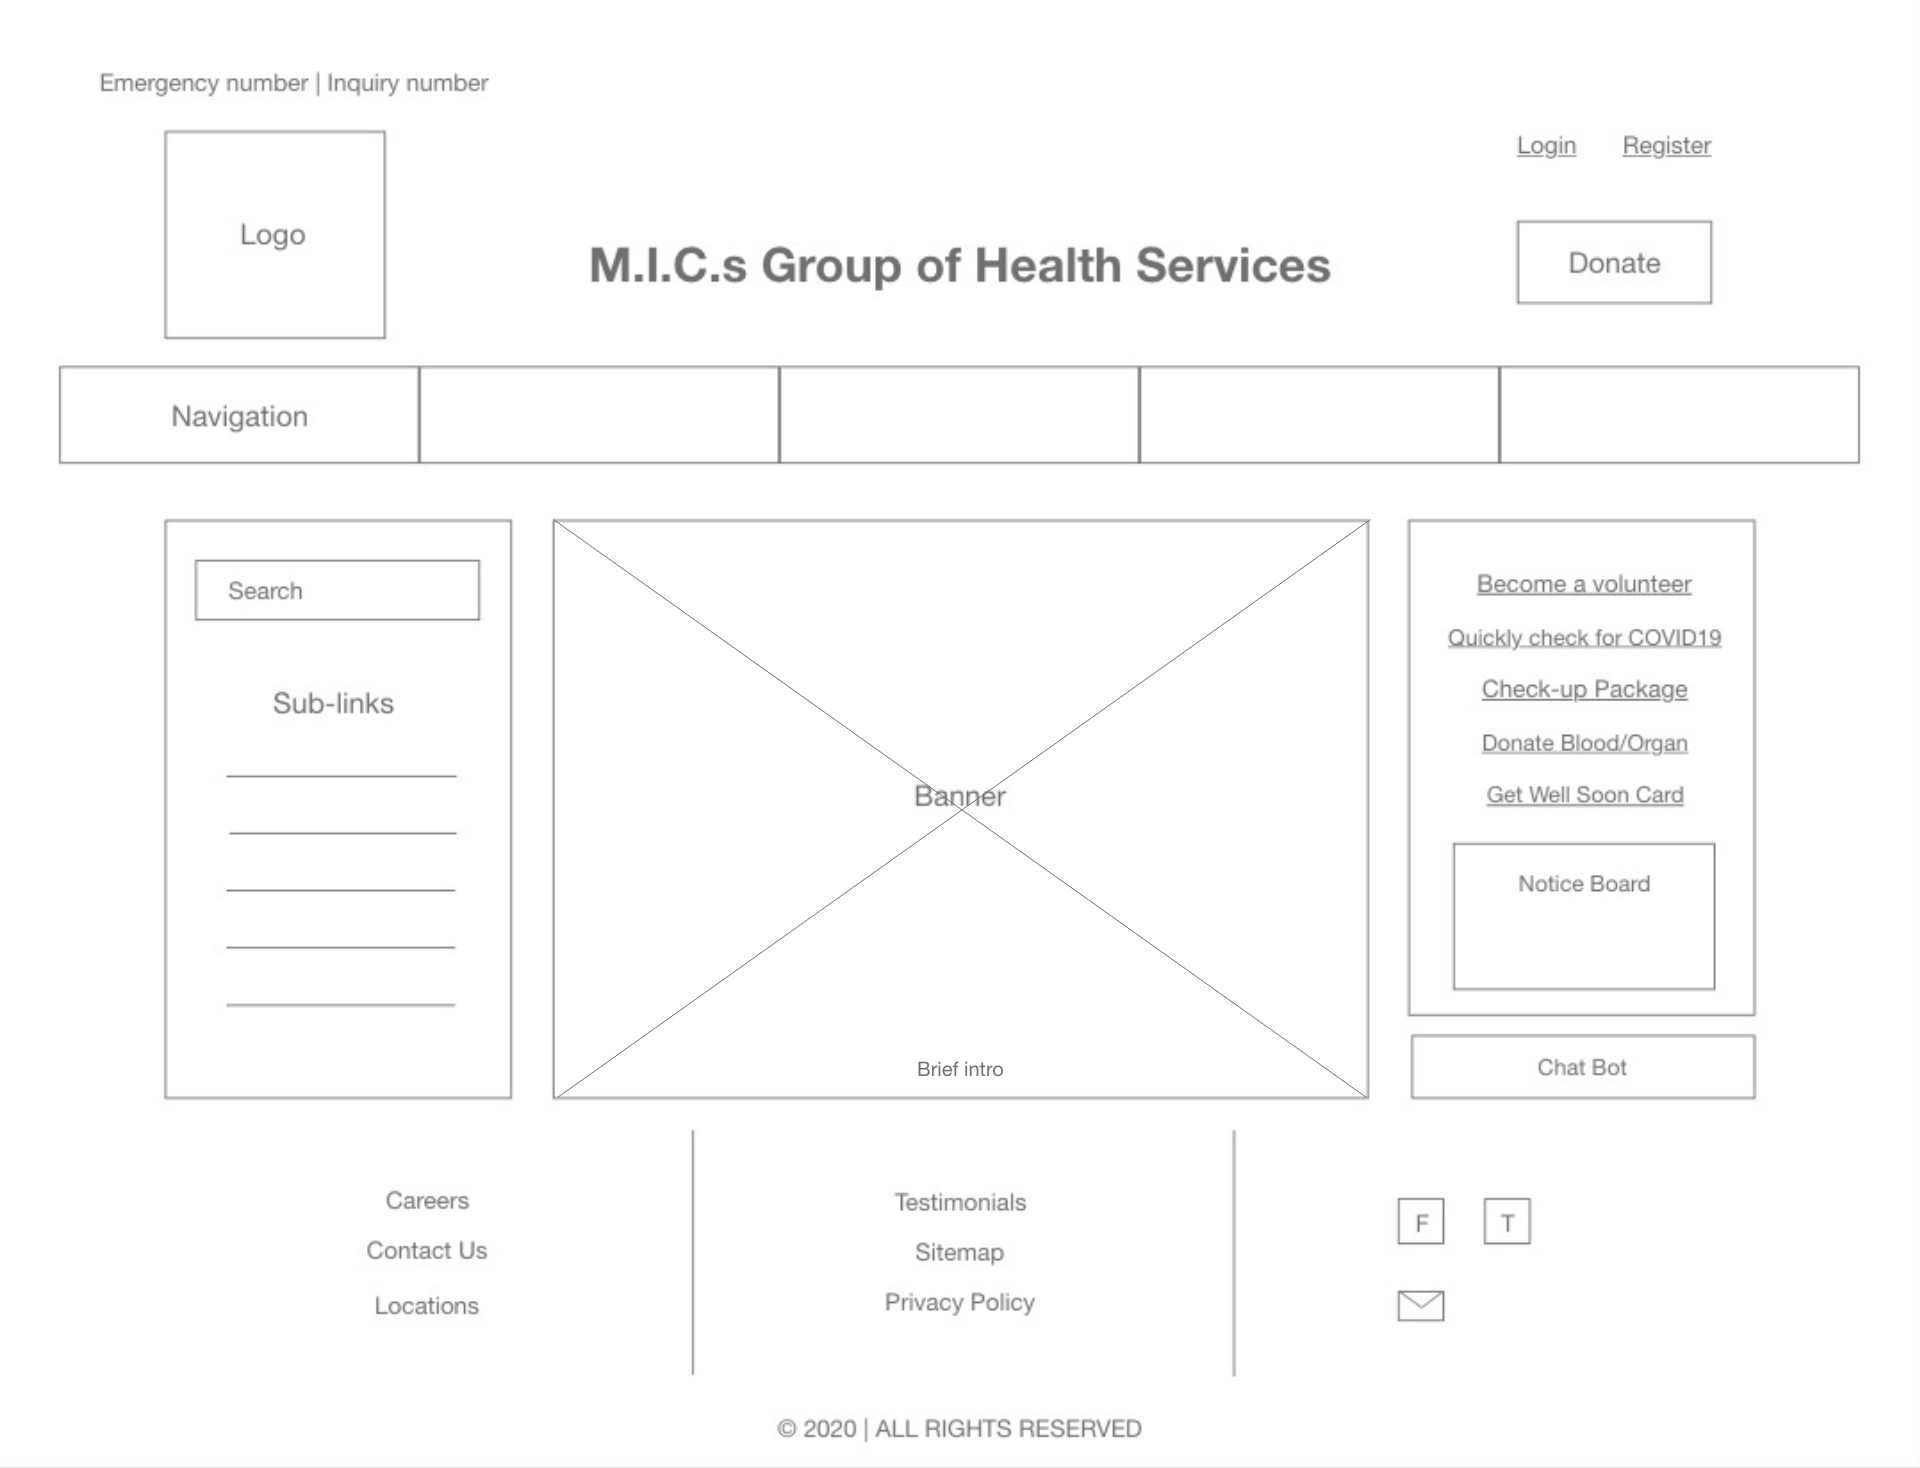 Emergency number | Inquiry number
Login Register
Logo
M.I.C.s Group of Health Services
Donate
Navigation
Search
Sub-links
Banner
Brief intro
Become a volunteer
Quickly check for COVID19
Check-up Package
Donate Blood/Organ
Get Well Soon Card
Notice Board
Chat Bot
Careers
Contact Us
Locations
Testimonials
Sitemap
Privacy Policy
F T
© 2020 | ALL RIGHTS RESERVED